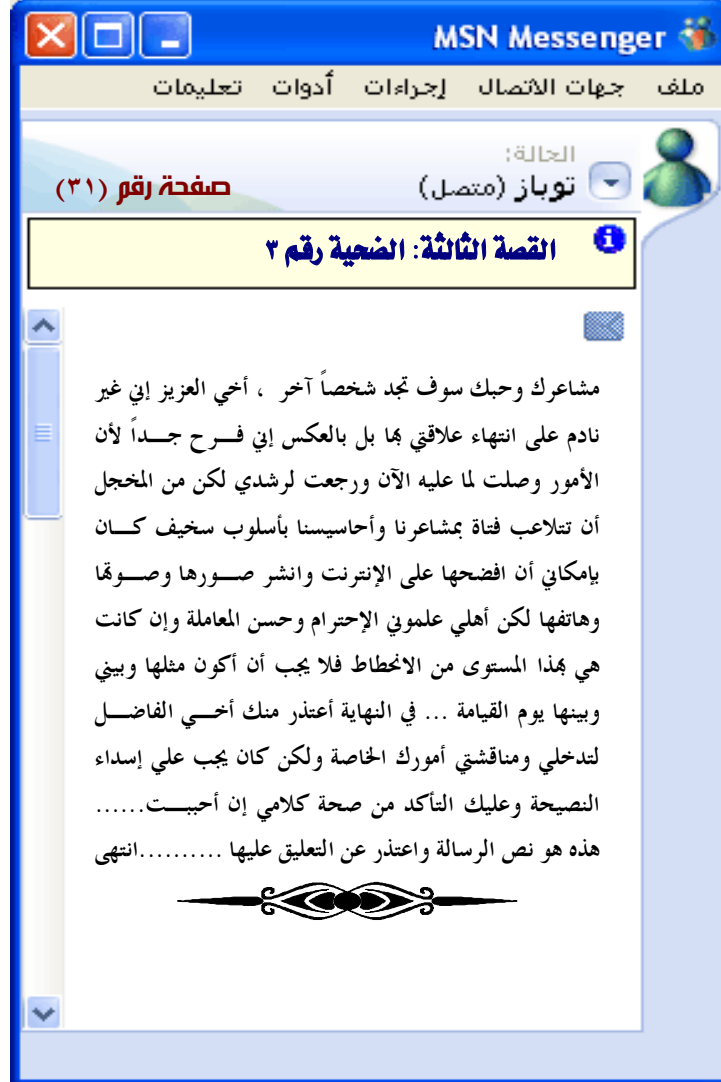 MSN Messenger
ملف جهات الاتصال إجراءات أدوات تعليمات
الحالة:
توباز (متصل)
صفحة رقم (٣١)
القصة الثالثة: الضحية رقم ٣
مشاعرك وحبك سوف تجد شخصاً آخر ، أخي العزيز إني غير
نادم على انتهاء علاقتي بها بل بالعكس إني فـــرح جـــداً لأن
الأمور وصلت لما عليه الآن ورجعت لرشدي لكن من المخجل
أن تتلاعب فتاة بمشاعرنا وأحاسيسنا بأسلوب سخيف كـــان
بإمكاني أن افضحها على الإنترنت وانشر صـــورها وصـــوتها
وهاتفها لكن أهلي علموني الإحترام وحسن المعاملة وإن كانت
هي بهذا المستوى من الانحطاط فلا يجب أن أكون مثلها وبيني
وبينها يوم القيامة ... في النهاية أعتذر منك أخـــي الفاضـــل
لتدخلي ومناقشتي أمورك الخاصة ولكن كان يجب علي إسداء
النصيحة وعليك التأكد من صحة كلامي إن أحببـــت......
هذه هو نص الرسالة واعتذر عن التعليق عليها ..........انتهى